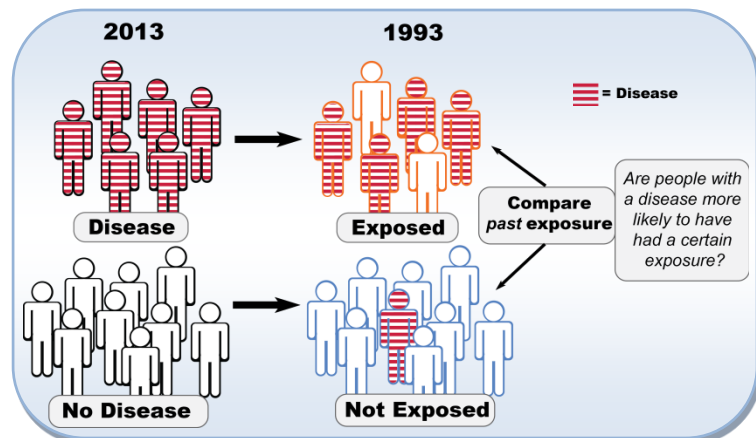 2013
1993
= Disease
Disease
Exposed
Compare
past exposure
Are people with
a disease more
likely to have
had a certain
exposure?
No Disease
Not Exposed